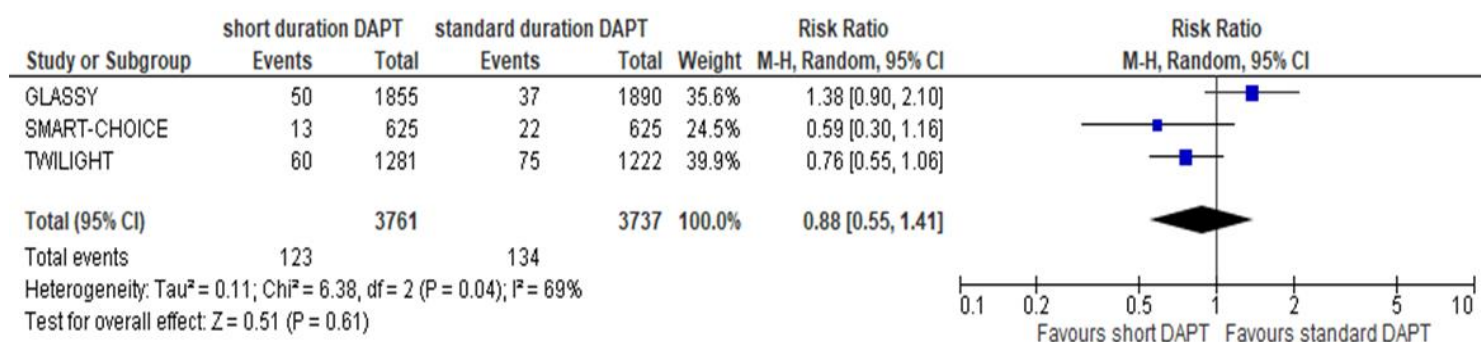 short duration DAPT standard duration DAPT Risk Ratio Risk Ratio
Study or Subgroup Events Total Events Total Weight M-H, Random, 95% CI M-H, Random, 95% CI
GLASSY 50 1855 37 1890 35.6% 1.38 [0.90, 2.10]
SMART-CHOICE 13 625 22 625 24.5% 0.59 [0.30, 1.16]
TWILIGHT 60 1281 75 1222 39.9% 0.76 [0.55, 1.06]
Total (95% CI) 3761 3737 100.0% 0.88 [0.55, 1.41]
Total events 123 134
Heterogeneity: Tau² = 0.11; Chi² = 6.38, df = 2 (P = 0.04); I² = 69%
Test for overall effect: Z = 0.51 (P = 0.61)
0.1 0.2 0.5 1 2 5 10
Favours short DAPT Favours standard DAPT